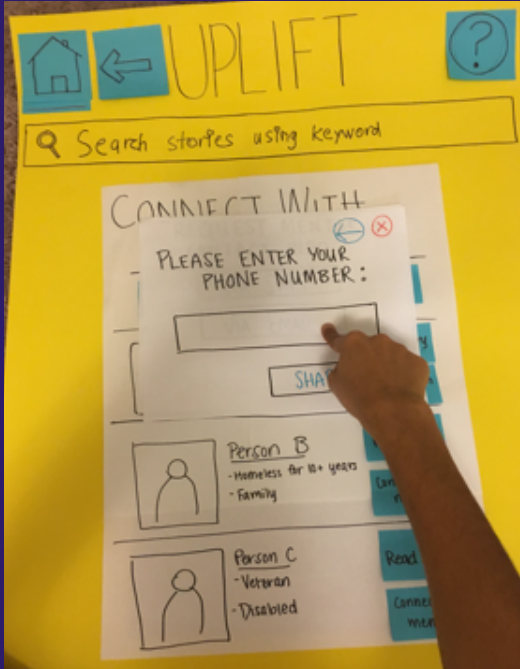 UPLIFT
?
Search stories using keyword
CONNECT WITH
PLEASE ENTER YOUR
PHONE NUMBER:
Person B
-Homeless for 10+ years
-Family
Person C
-Veteran
-Disabled
Read